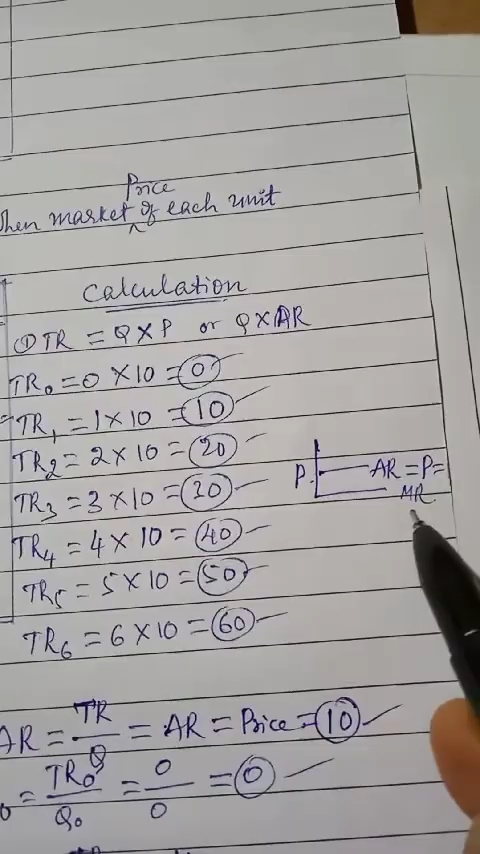 Price
when market of each unit
Calculation
① TR = Q × P or Q × AR
TR₀ = 0 × 10 = 0
TR₁ = 1 × 10 = 10
TR₂ = 2 × 10 = 20
TR₃ = 3 × 10 = 30
P AR = P =
MR
TR₄ = 4 × 10 = 40
TR₅ = 5 × 10 = 50
TR₆ = 6 × 10 = 60
AR = TR/Q = AR = Price = 10
= TR₀/Q₀ = 0/0 = 0